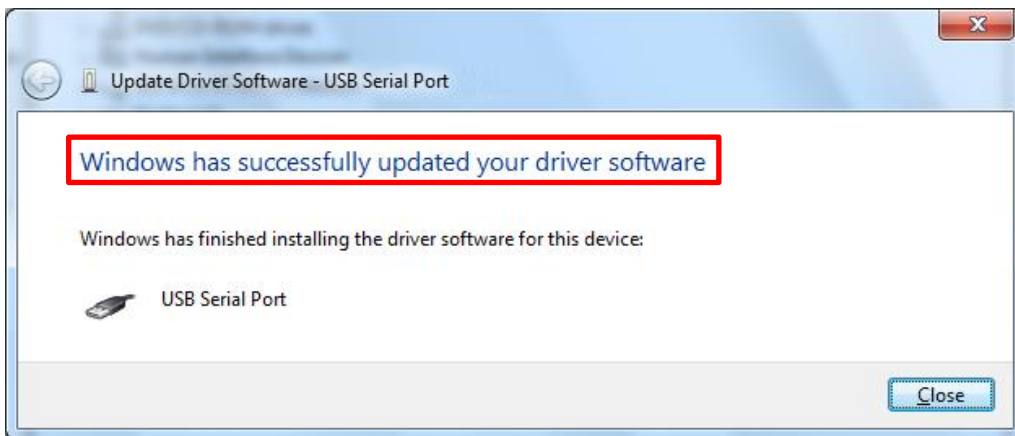 Update Driver Software - USB Serial Port
Windows has successfully updated your driver software
Windows has finished installing the driver software for this device:
USB Serial Port
Close